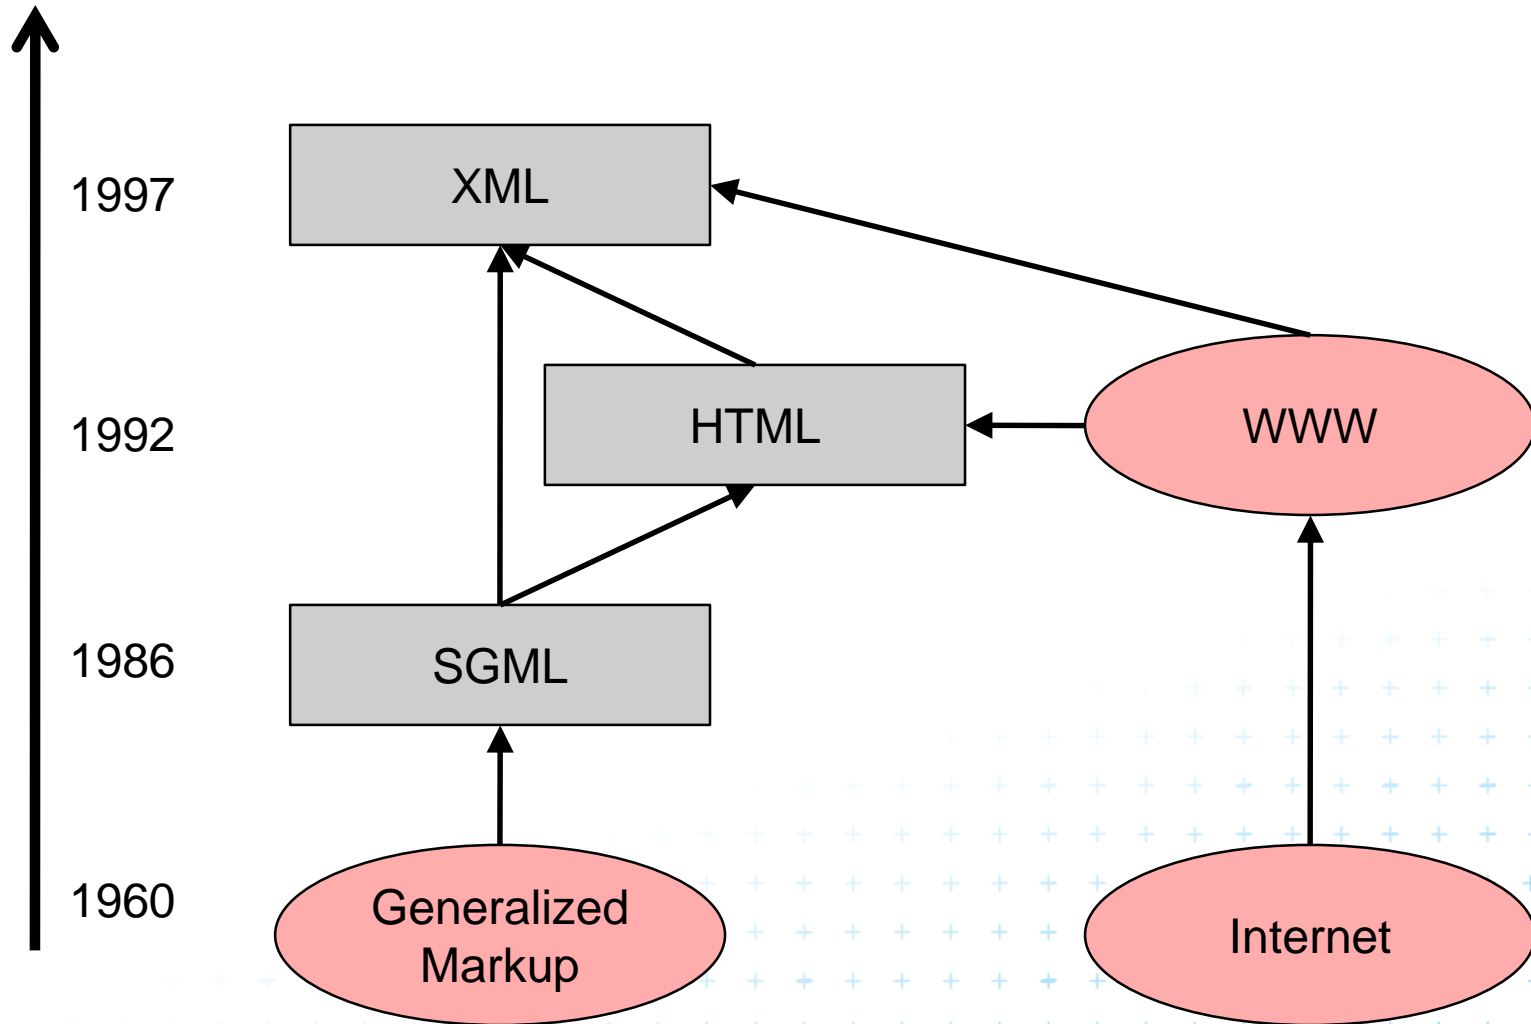 1997
XML
1992
HTML
WWW
1986
SGML
1960
Generalized
Markup
Internet